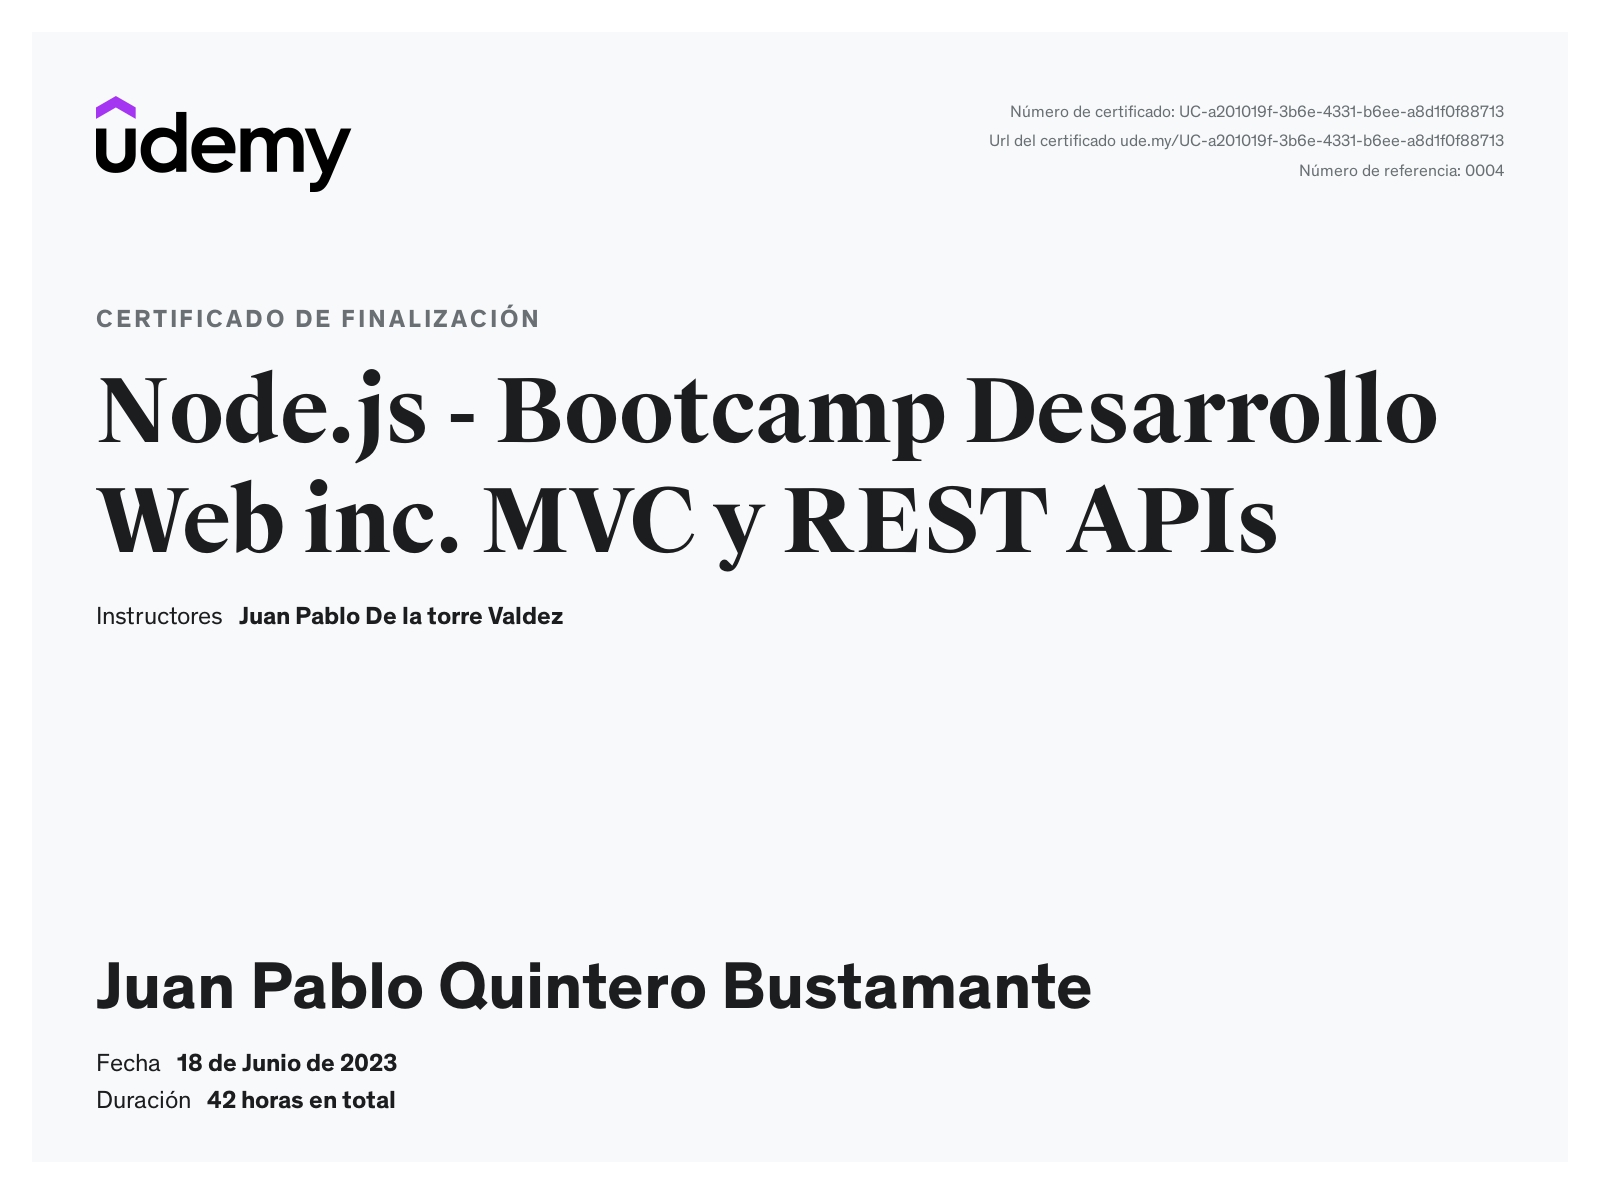 udemy
Número de certificado: UC-a201019f-3b6e-4331-b6ee-a8d1f0f88713
Url del certificado ude.my/UC-a201019f-3b6e-4331-b6ee-a8d1f0f88713
Número de referencia: 0004
CERTIFICADO DE FINALIZACIÓN
Node.js - Bootcamp Desarrollo
Web inc. MVC y REST APIs
Instructores Juan Pablo De la torre Valdez
Juan Pablo Quintero Bustamante
Fecha 18 de Junio de 2023
Duración 42 horas en total